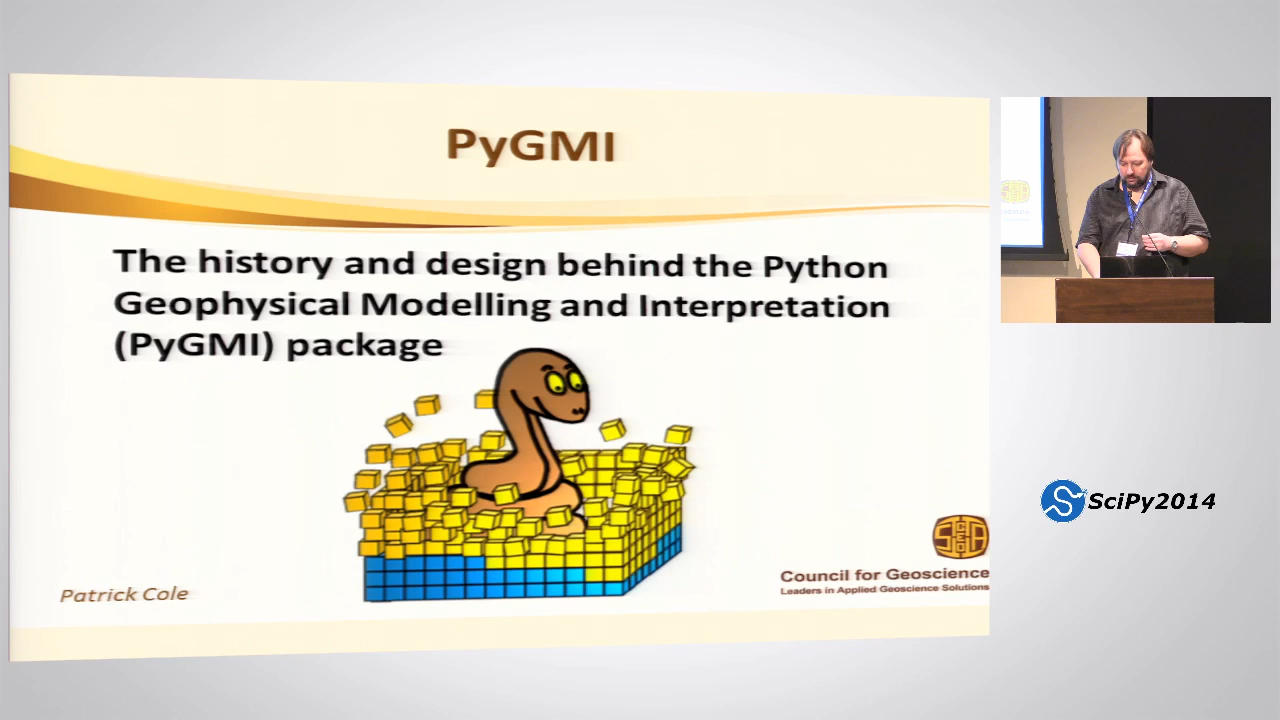 PyGMI
The history and design behind the Python
Geophysical Modelling and Interpretation
(PyGMI) package
Patrick Cole
Council for Geoscience
Leaders in Applied Geoscience Solutions
SciPy2014